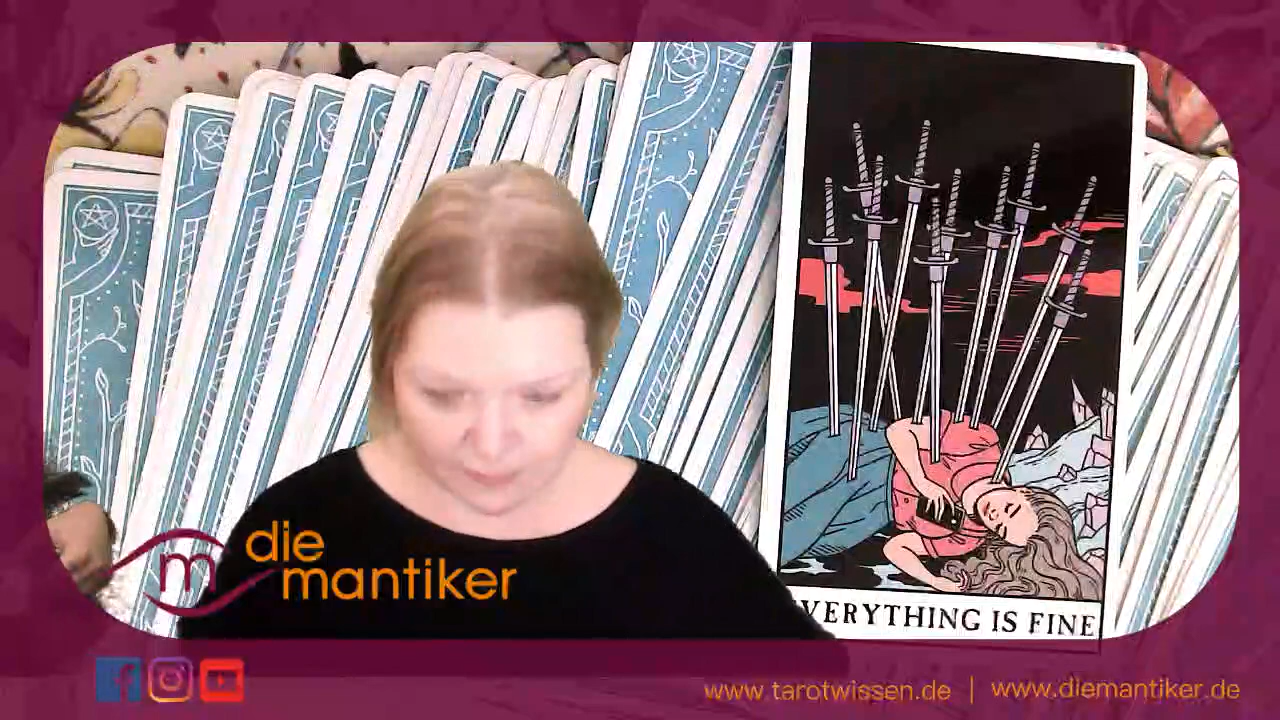 VERYTHING IS FINE
die
mantiker
m
www.tarotwissen.de | www.diemantiker.de